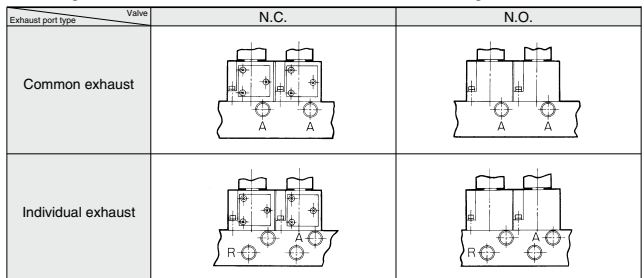 Valve
Exhaust port type
N.C.
N.O.
Common exhaust
A A
A A
Individual exhaust
A
R
A
R